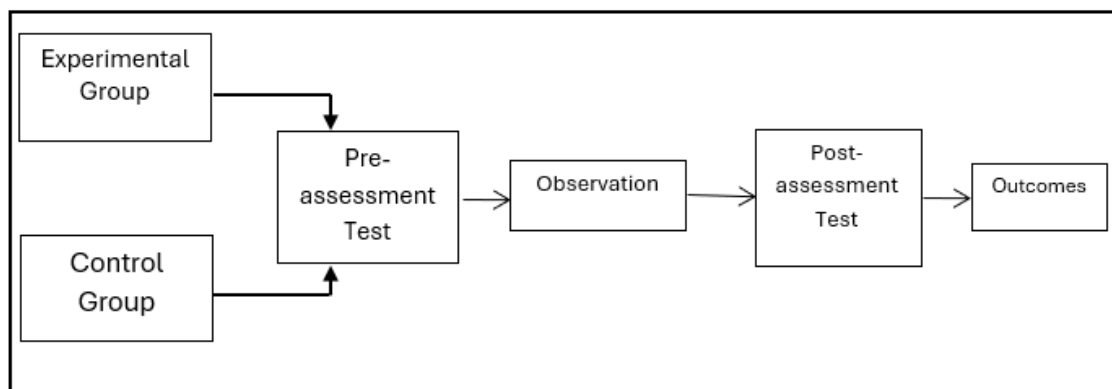 Experimental
Group
Control
Group
Pre-
assessment
Test
Observation
Post-
assessment
Test
Outcomes